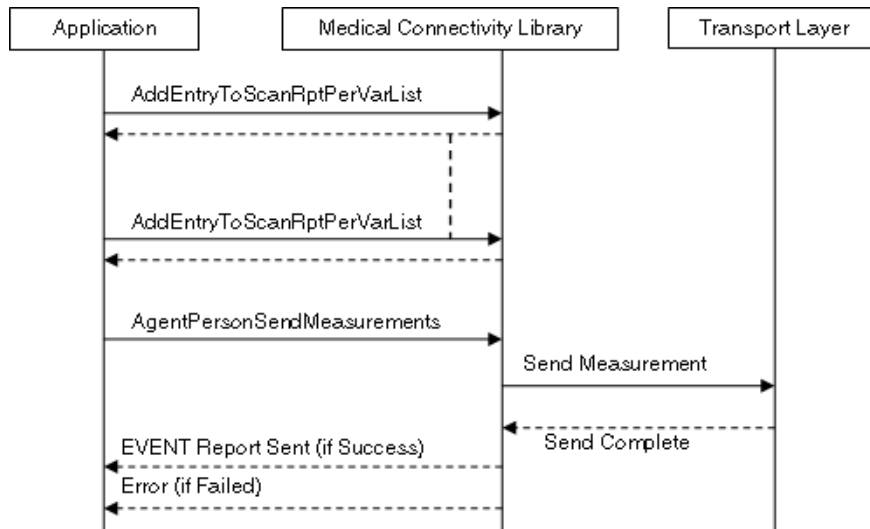 Application
Medical Connectivity Library
Transport Layer
AddEntryToScanRptPerVarList
AddEntryToScanRptPerVarList
AgentPersonSendMeasurements
Send Measurement
Send Complete
EVENT Report Sent (if Success)
Error (if Failed)